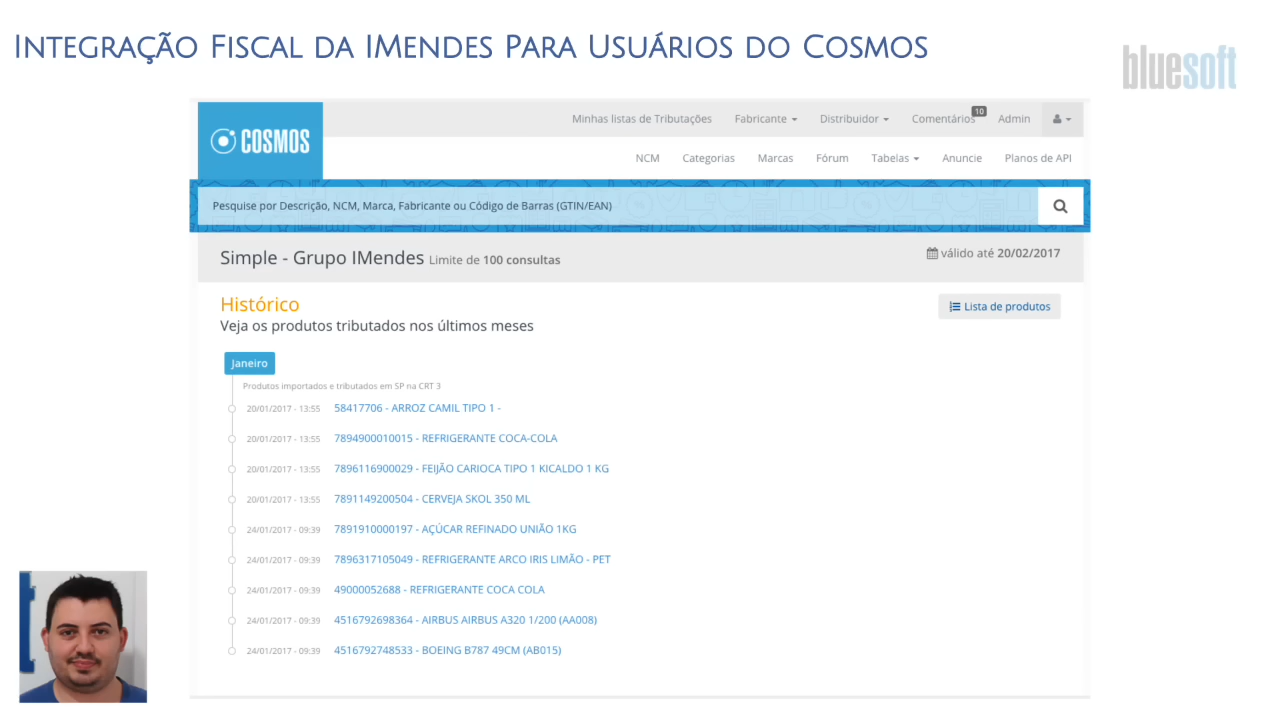 Integração Fiscal da IMendes Para Usuários do Cosmos
bluesoft
COSMOS
Minhas listas de Tributações Fabricante Distribuidor Comentários 10 Admin
NCM Categorias Marcas Fórum Tabelas Anuncie Planos de API
Pesquise por Descrição, NCM, Marca, Fabricante ou Código de Barras (GTIN/EAN)
Simple - Grupo IMendes Limite de 100 consultas
válido até 20/02/2017
Histórico
Lista de produtos
Veja os produtos tributados nos últimos meses
Janeiro
Produtos importados e tributados em SP na CRT 3
20/01/2017 - 13:55 58417706 - ARROZ CAMIL TIPO 1 -
20/01/2017 - 13:55 7894900010015 - REFRIGERANTE COCA-COLA
20/01/2017 - 13:55 7896116900029 - FEIJÃO CARIOCA TIPO 1 KICALDO 1 KG
20/01/2017 - 13:55 7891149200504 - CERVEJA SKOL 350 ML
24/01/2017 - 09:39 7891910000197 - AÇÚCAR REFINADO UNIÃO 1KG
24/01/2017 - 09:39 7896317105049 - REFRIGERANTE ARCO IRIS LIMÃO - PET
24/01/2017 - 09:39 49000052688 - REFRIGERANTE COCA COLA
24/01/2017 - 09:39 4516792698364 - AIRBUS AIRBUS A320 1/200 (AA008)
24/01/2017 - 09:39 4516792748533 - BOEING B787 49CM (AB015)